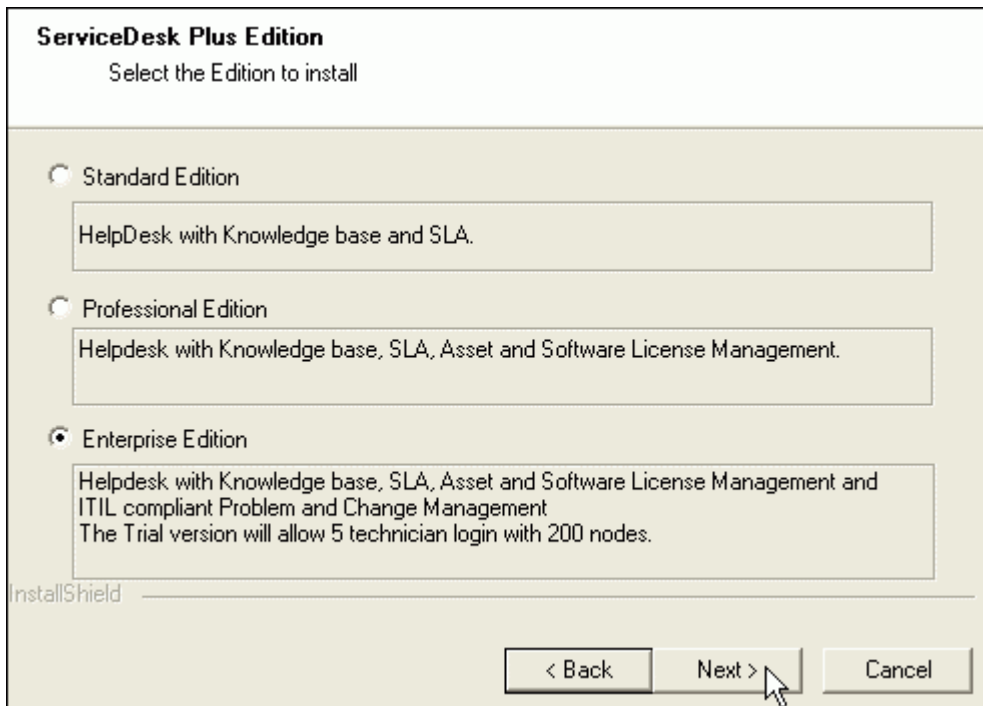 ServiceDesk Plus Edition
Select the Edition to install
Standard Edition
HelpDesk with Knowledge base and SLA.
Professional Edition
Helpdesk with Knowledge base, SLA, Asset and Software License Management.
Enterprise Edition
Helpdesk with Knowledge base, SLA, Asset and Software License Management and
ITIL compliant Problem and Change Management
The Trial version will allow 5 technician login with 200 nodes.
InstallShield
< Back Next > Cancel